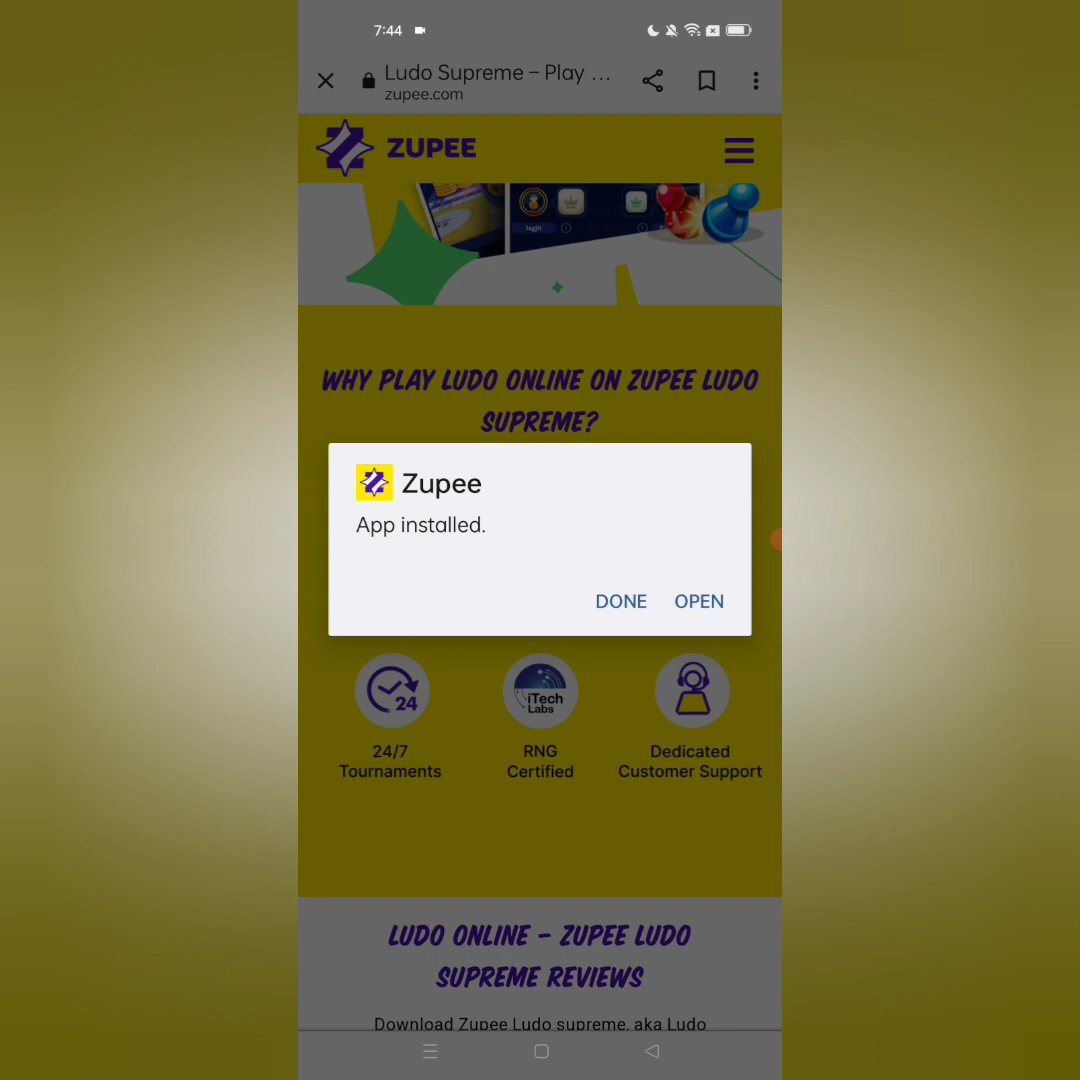 7:44
Ludo Supreme – Play ...
zupee.com
ZUPEE
Jagjit
WHY PLAY LUDO ONLINE ON ZUPEE LUDO
SUPREME?
Zupee
App installed.
DONE OPEN
24
iTech
Labs
24/7
Tournaments
RNG
Certified
Dedicated
Customer Support
LUDO ONLINE – ZUPEE LUDO
SUPREME REVIEWS
Download Zupee Ludo supreme, aka Ludo